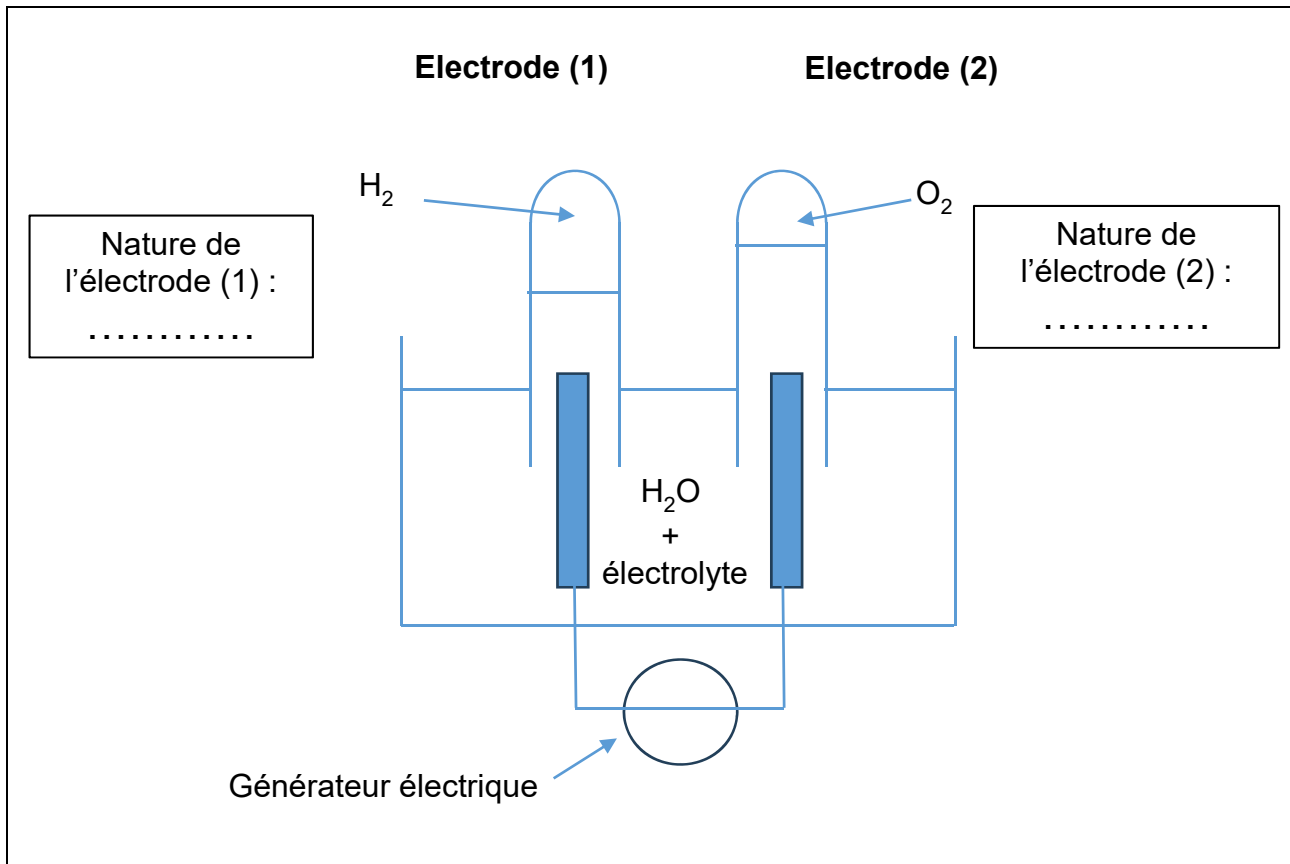 Electrode (1)
Electrode (2)
H₂
O₂
Nature de
l'électrode (1) :
............
Nature de
l'électrode (2) :
............
H₂O
+
électrolyte
Générateur électrique